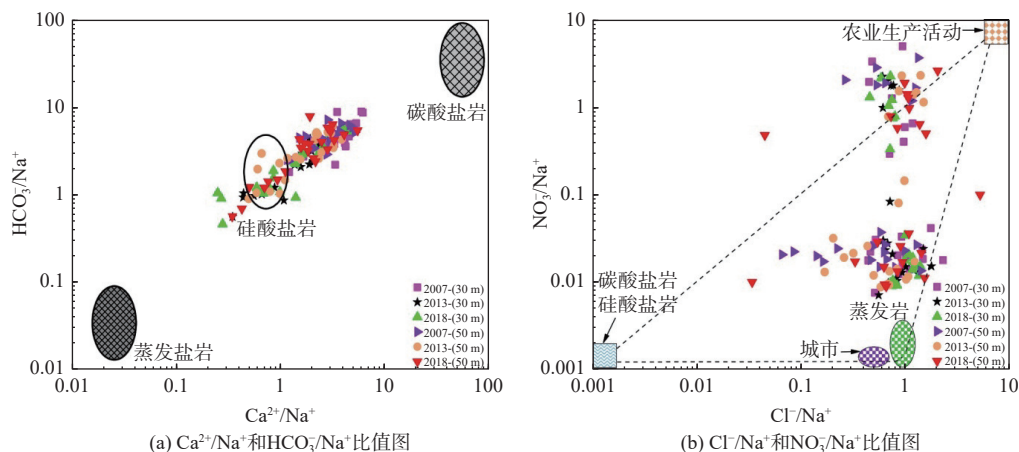 100
10
1
0.1
0.01
HCO₃⁻/Na⁺
碳酸盐岩
硅酸盐岩
蒸发盐岩
2007-(30 m)
2013-(30 m)
2018-(30 m)
2007-(50 m)
2013-(50 m)
2018-(50 m)
0.01
0.1
1
10
100
Ca²⁺/Na⁺
(a) Ca²⁺/Na⁺和HCO₃⁻/Na⁺比值图
10
1
0.1
0.01
0.001
NO₃⁻/Na⁺
农业生产活动
碳酸盐岩
硅酸盐岩
城市
蒸发岩
2007-(30 m)
2013-(30 m)
2018-(30 m)
2007-(50 m)
2013-(50 m)
2018-(50 m)
0.001
0.01
0.1
1
10
Cl⁻/Na⁺
(b) Cl⁻/Na⁺和NO₃⁻/Na⁺比值图